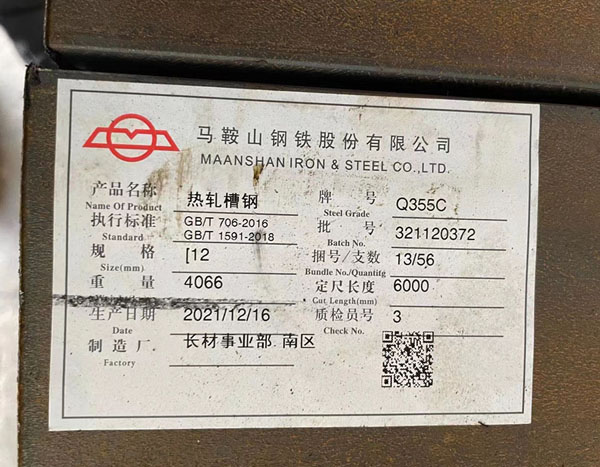 马鞍山钢铁股份有限公司
MAANSHAN IRON & STEEL CO.,LTD.
产品名称 热轧槽钢 牌 号 Q355C
Name of Product Steel Grade
执行标准 GB/T 706-2016 批 号 321120372
Standard GB/T 1591-2018 Batch No.
规 格 [12 捆号/支数 13/56
Size(mm) Bundle No./Quantitg
重 量 4066 定尺长度 6000
Cut Length(mm)
生产日期 2021/12/16 质检员号 3
Date Check No.
制造厂 长材事业部 南区
Factory